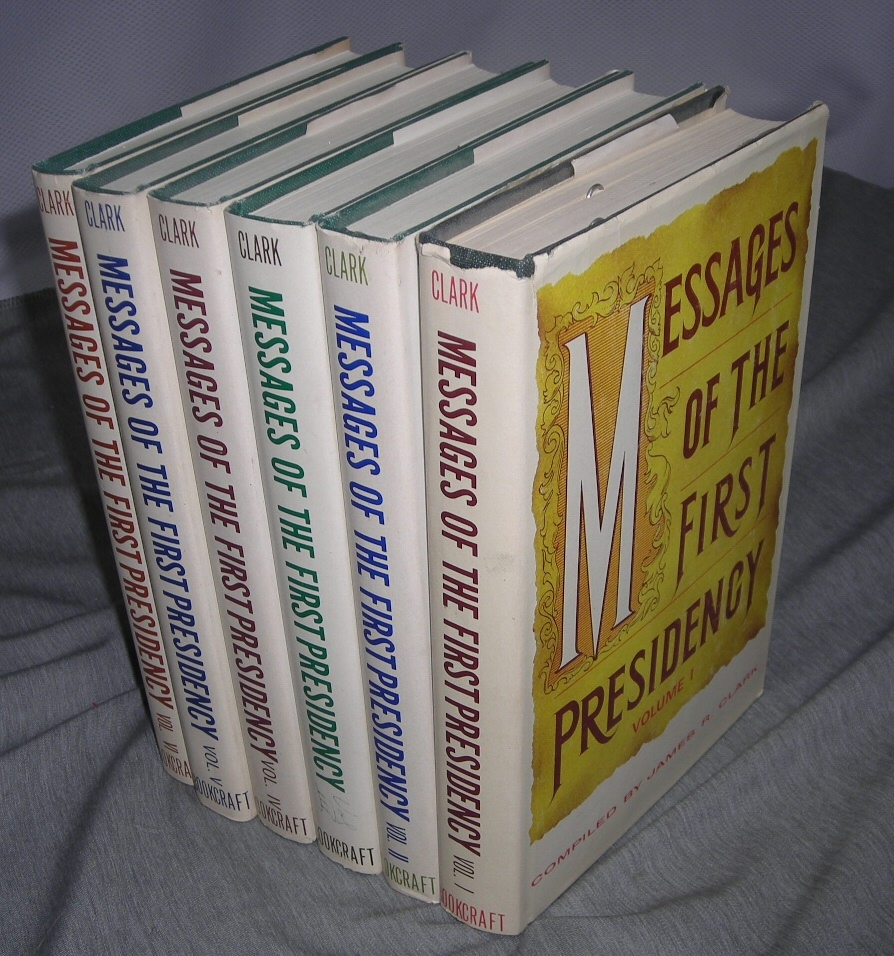 CLARK
MESSAGES OF THE FIRST PRESIDENCY VOL. VI
OOKCRA
CLARK
MESSAGES OF THE FIRST PRESIDENCY VOL. V
OOKCRAFT
CLARK
MESSAGES OF THE FIRST PRESIDENCY VOL. IV
OOKCRAFT
CLARK
MESSAGES OF THE FIRST PRESIDENCY
OOKCRAFT
CLARK
MESSAGES OF THE FIRST PRESIDENCY VOL. II
OKCRAFT
CLARK
MESSAGES OF THE FIRST PRESIDENCY VOL. I
OOKCRAFT
MESSAGES
OF THE
FIRST
PRESIDENCY
VOLUME I
COMPILED BY JAMES R. CLARK